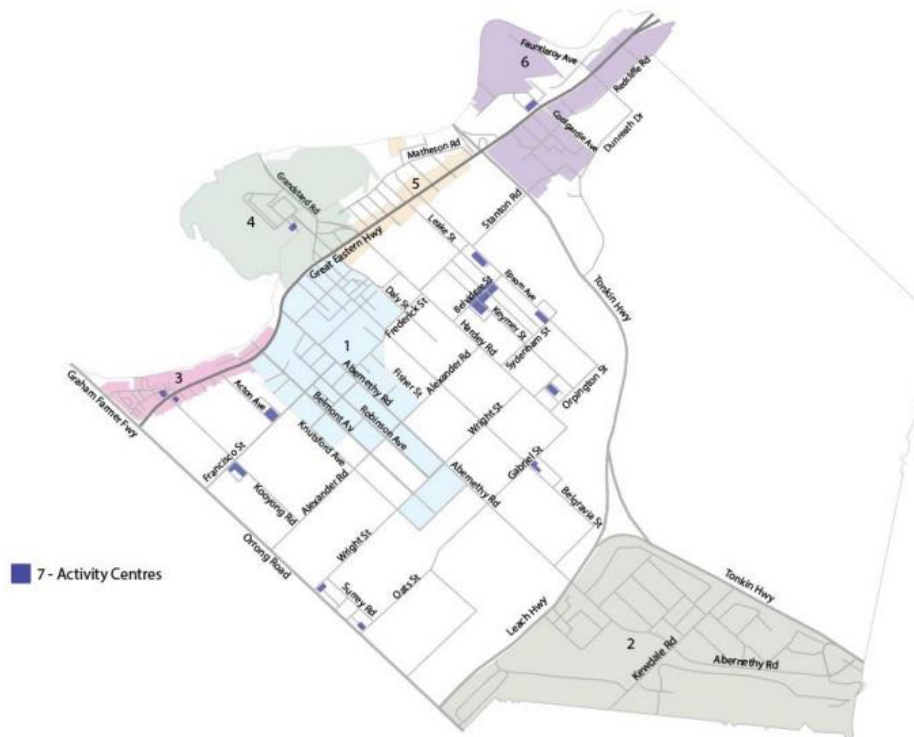 Fauntleroy Ave
6
Redcliffe Rd
Coolgardie Ave
Dunreath Dr
Matheson Rd
5
Grandstand Rd
4
Great Eastern Hwy
Leake St
Stanton Rd
Tonkin Hwy
Epsom Ave
Belvidere St
Keymer St
Sydenham St
Hardey Rd
Daly St
Frederick St
1
Orpington St
Alexander Rd
Fisher St
Abernethy Rd
3
Graham Farmer Fwy
Acton Ave
Belmont Av
Robinson Ave
Wright St
Knutsford Ave
Francisco St
Kooyong Rd
Alexander Rd
Abernethy Rd
Gabriel St
Belgravia St
Orrong Road
Wright St
7 - Activity Centres
Surrey Rd
Oats St
Leach Hwy
Tonkin Hwy
2
Kewdale Rd
Abernethy Rd